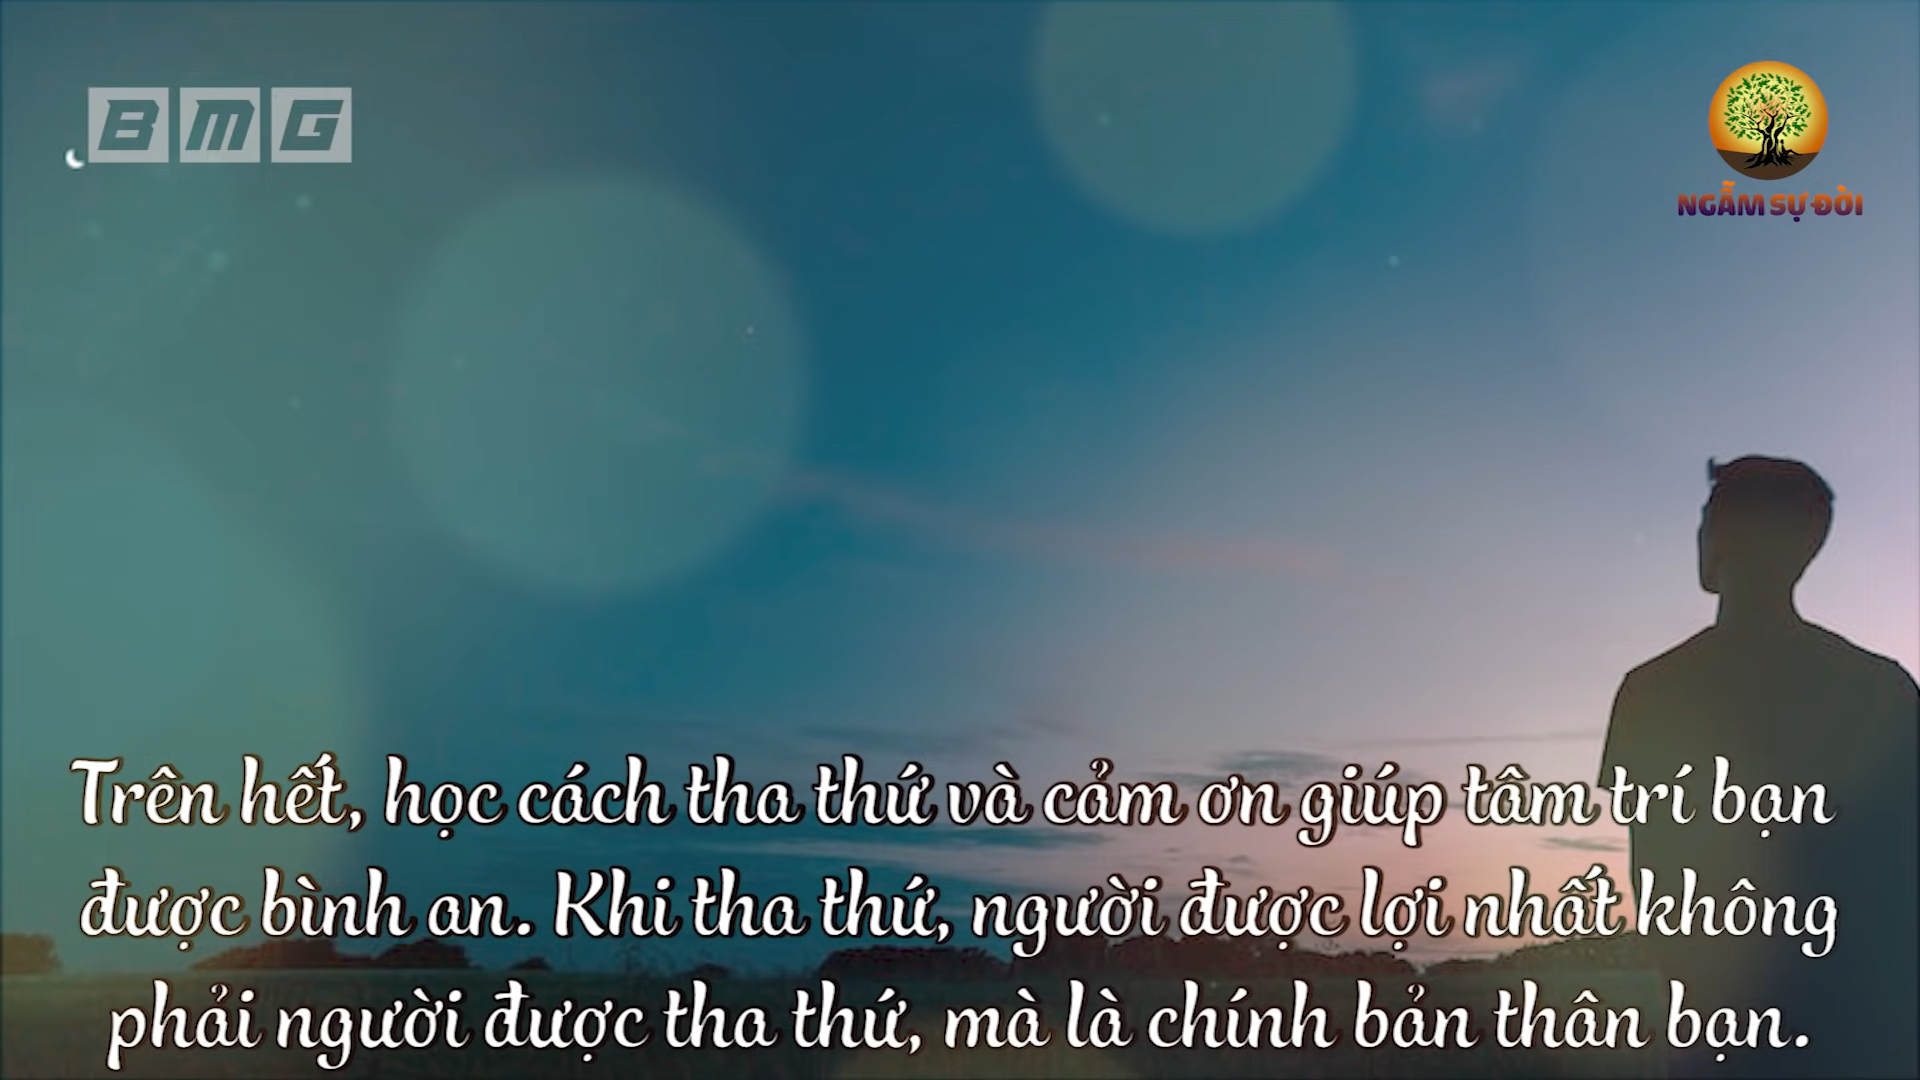 BMG
NGẪM SỰ ĐỜI
Trên hết, học cách tha thứ và cảm ơn giúp tâm trí bạn
được bình an. Khi tha thứ, người được lợi nhất không
phải người được tha thứ, mà là chính bản thân bạn.